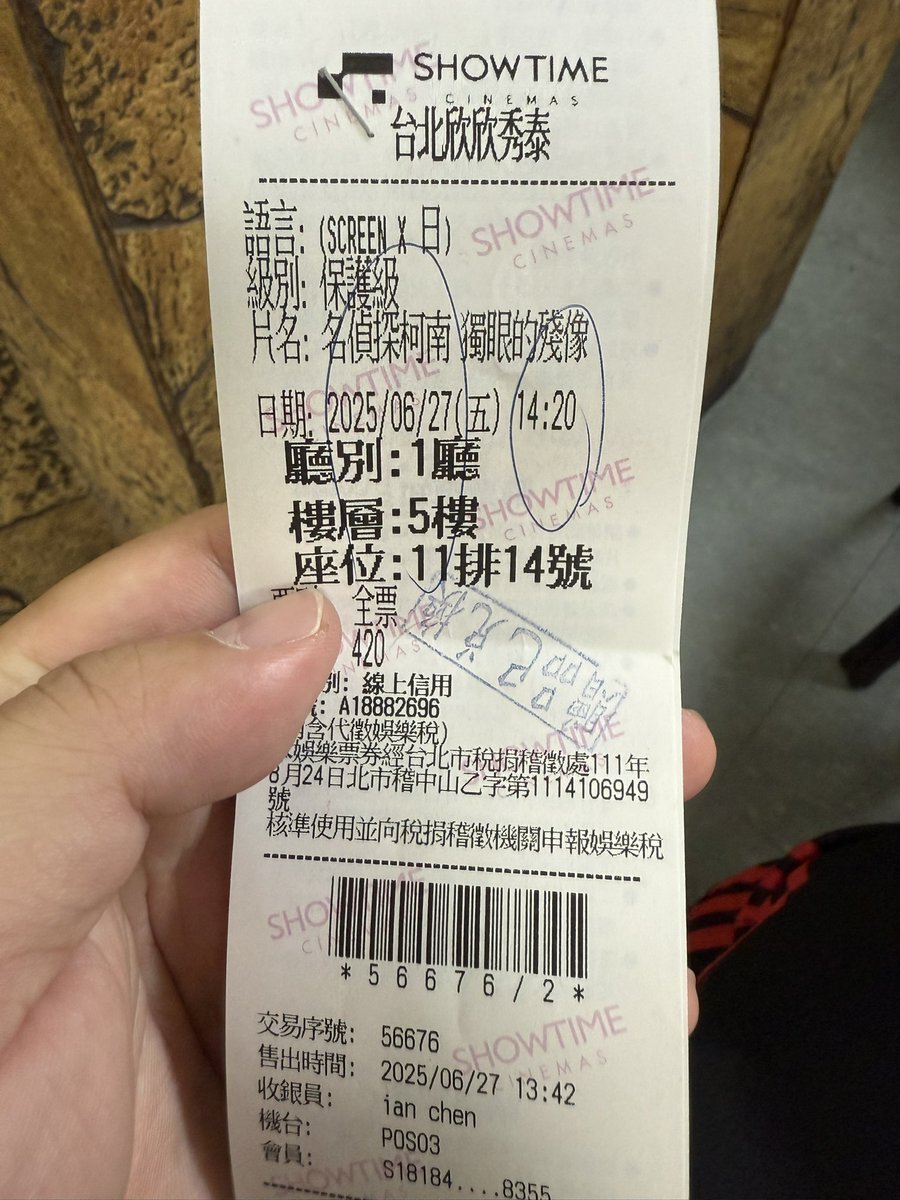 SHOWTIME
CINEMAS
台北欣欣秀泰
語言: (SCREEN X 日)
級別: 保護級
片名: 名偵探柯南 獨眼的殘像
日期: 2025/06/27(五) 14:20
廳別:1廳
樓層:5樓
座位:11排14號
全票
420
別: 線上信用
: A18882696
含代徵娛樂稅)
娛樂票券經台北市稅捐稽徵處111年
8月24日北市稽中山乙字第1114106949
號
核準使用並向稅捐稽徵機關申報娛樂稅
*56676/2*
交易序號: 56676
售出時間: 2025/06/27 13:42
收銀員: ian chen
機台: POS03
會員: S18184....8355